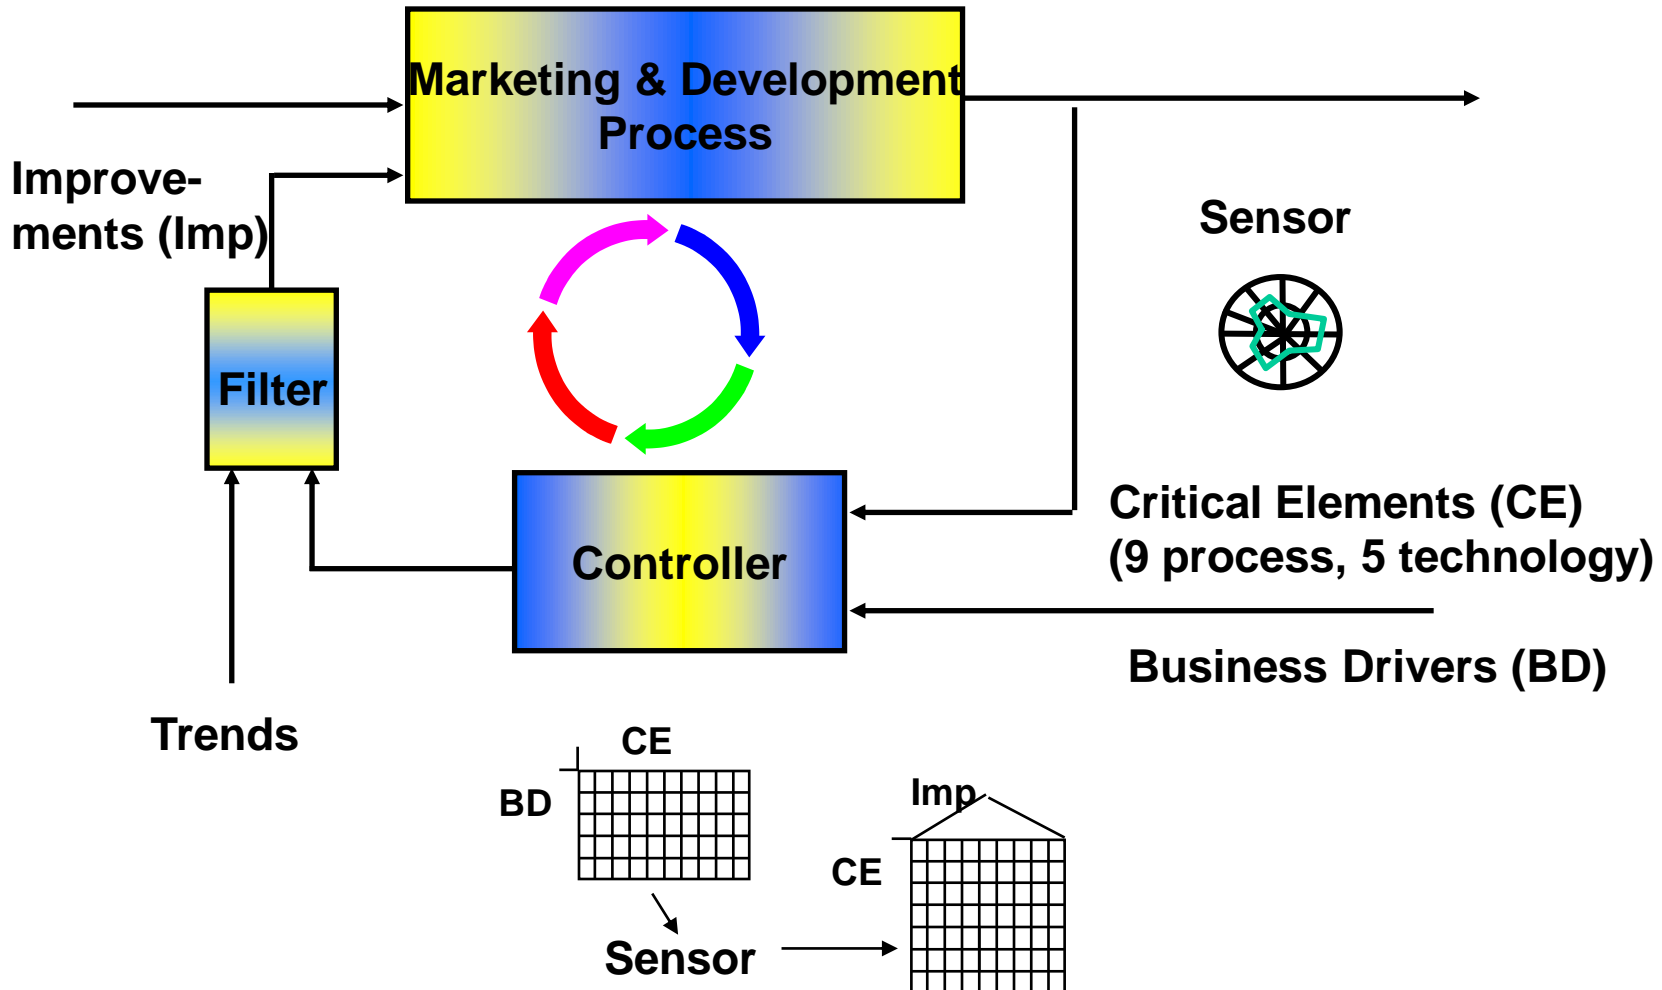 Marketing & Development
Process
Improve-
ments (Imp)
Sensor
Filter
Critical Elements (CE)
(9 process, 5 technology)
Controller
Business Drivers (BD)
Trends
CE
BD
Imp
CE
Sensor